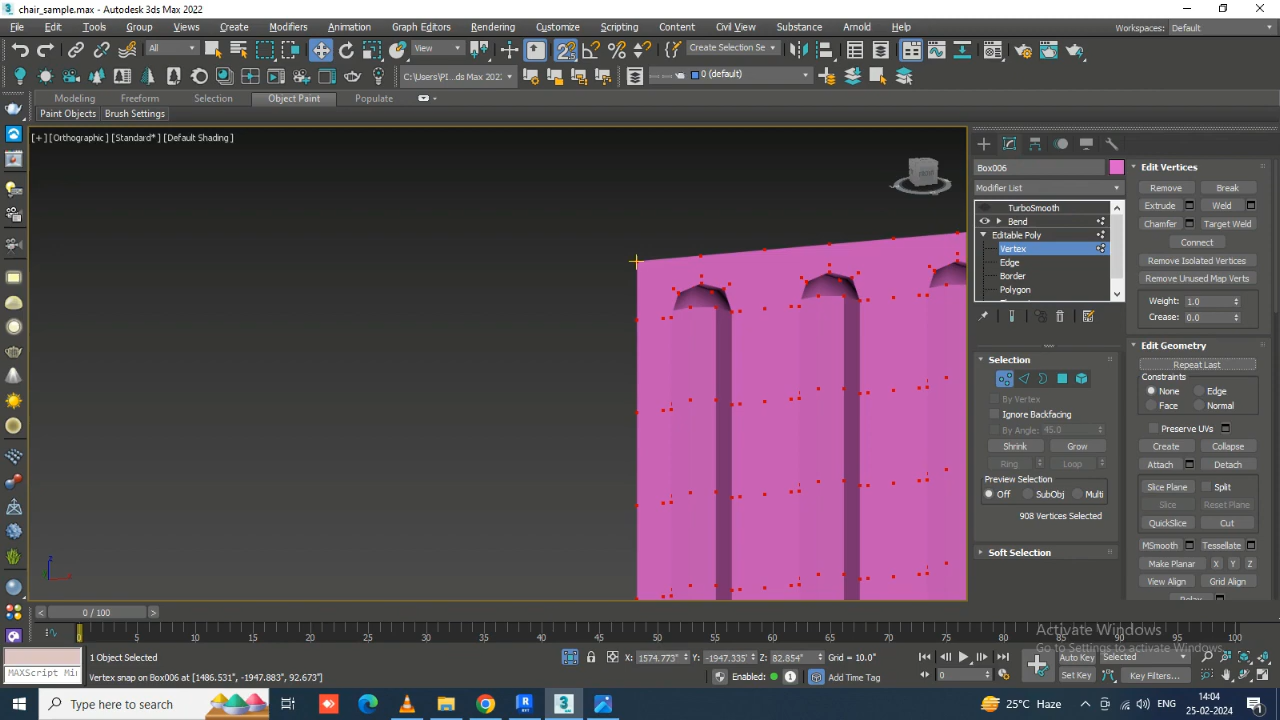 chair_sample.max - Autodesk 3ds Max 2022
File Edit Tools Group Views Create Modifiers Animation Graph Editors Rendering Customize Scripting Content Civil View Substance Arnold Help
Workspaces: Default
All View Create Selection Se
C:\Users\PI...ds Max 202: 0 (default)
Modeling Freeform Selection Object Paint Populate
Paint Objects Brush Settings
[+] [Orthographic] [Standard*] [Default Shading]
FRONT
Box006
Modifier List
TurboSmooth
Bend
Editable Poly
Vertex
Edge
Border
Polygon
Selection
By Vertex
Ignore Backfacing
By Angle: 45.0
Shrink Grow
Ring Loop
Preview Selection
Off SubObj Multi
908 Vertices Selected
Soft Selection
Edit Vertices
Remove Break
Extrude Weld
Chamfer Target Weld
Connect
Remove Isolated Vertices
Remove Unused Map Verts
Weight: 1.0
Crease: 0.0
Edit Geometry
Repeat Last
Constraints
None Edge
Face Normal
Preserve UVs
Create Collapse
Attach Detach
Slice Plane Split
Slice Reset Plane
QuickSlice Cut
MSmooth Tessellate
Make Planar X Y Z
View Align Grid Align
Relax
z
x
0 / 100
0 5 10 15 20 25 30 35 40 45 50 55 60 65 70 75 80 85 90 95 100
MAXScript Mi
1 Object Selected
Vertex snap on Box006 at [1486.531, -1947.883, 92.673]
X: 1574.773" Y: -1947.335' Z: 82.854" Grid = 10.0"
Enabled: Add Time Tag
0
Auto Key Selected
Set Key Key Filters...
Activate Windows
Go to Settings to activate Windows.
Type here to search
25°C Haze
ENG
14:04
25-02-2024